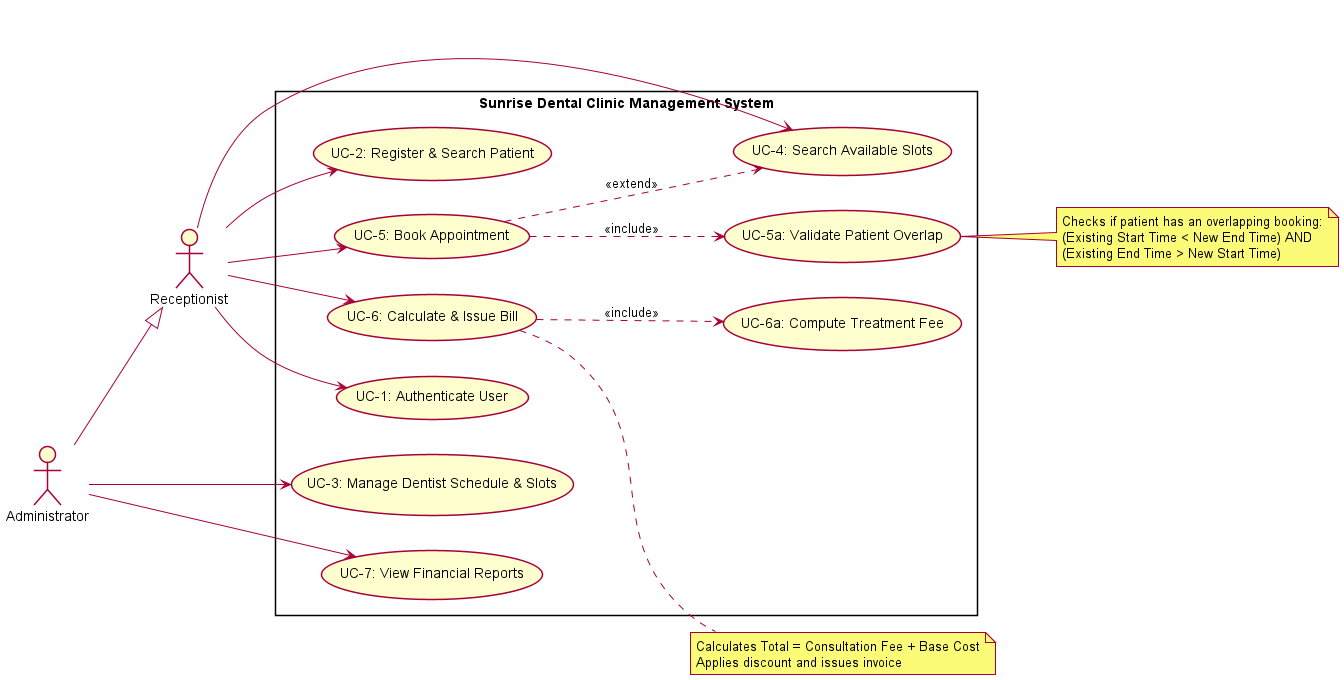 Sunrise Dental Clinic Management System
UC-2: Register & Search Patient
UC-4: Search Available Slots
«extend»
UC-5: Book Appointment
«include»
UC-5a: Validate Patient Overlap
Checks if patient has an overlapping booking:
(Existing Start Time < New End Time) AND
(Existing End Time > New Start Time)
Receptionist
UC-6: Calculate & Issue Bill
«include»
UC-6a: Compute Treatment Fee
UC-1: Authenticate User
Administrator
UC-3: Manage Dentist Schedule & Slots
UC-7: View Financial Reports
Calculates Total = Consultation Fee + Base Cost
Applies discount and issues invoice